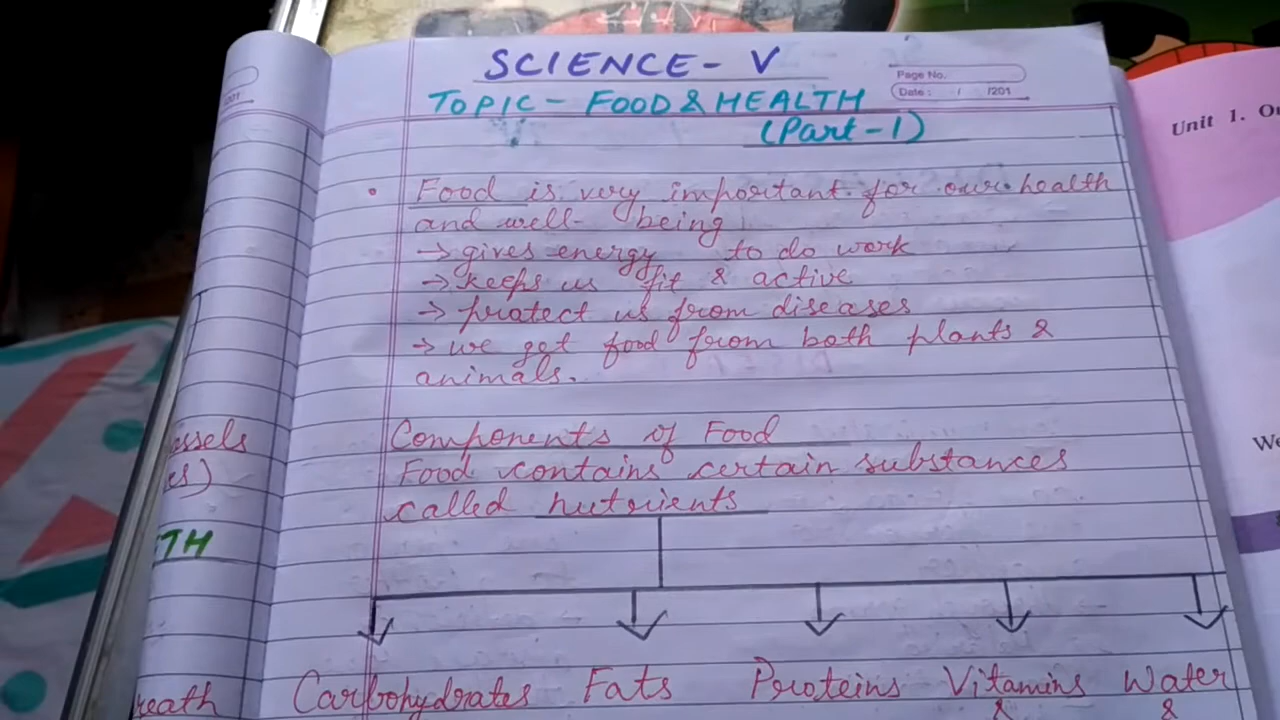 SCIENCE - V
Page No.
Date : / /201
TOPIC - FOOD & HEALTH
(Part - 1)
Unit 1.
Food is very important for our health
and well- being
→ gives energy to do work
→ keeps us fit & active
→ protect us from diseases
→ we get food from both plants &
animals.
Components of Food
Food contains certain substances
called nutrients
Carbohydrates Fats Proteins Vitamins Water
& &